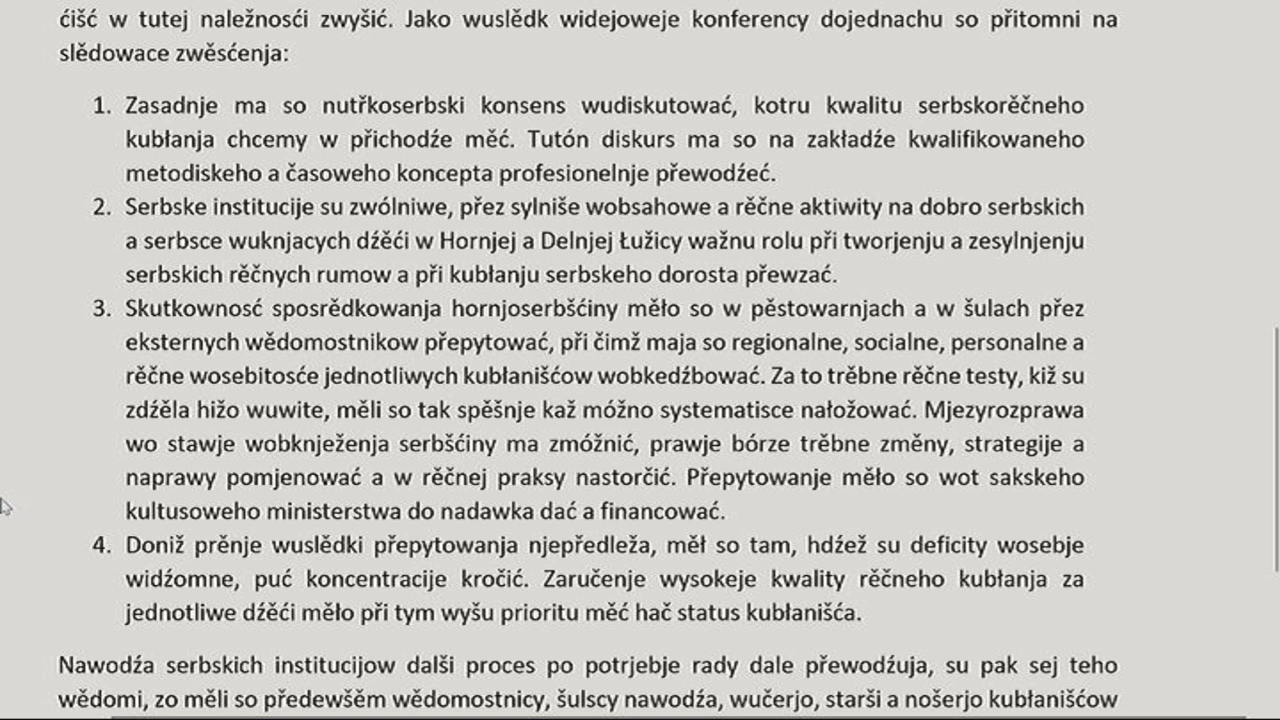 ćišć w tutej naležnosći zwyšić. Jako wuslědk widejoweje konferency dojednachu so přitomni na
slědowace zwěsćenja:
1. Zasadnje ma so nutřkoserbski konsens wudiskutować, kotru kwalitu serbskorěčneho
kubłanja chcemy w přichodźe měć. Tutón diskurs ma so na zakładźe kwalifikowaneho
metodiskeho a časoweho koncepta profesionelnje přewodźeć.
2. Serbske institucije su zwólniwe, přez sylniše wobsahowe a rěčne aktiwity na dobro serbskich
a serbsce wuknjacych dźěći w Hornjej a Delnjej Łužicy ważnu rolu při tworjenju a zesylnjenju
serbskich rěčnych rumow a při kubłanju serbskeho dorosta přewzać.
3. Skutkownosć sposrědkowanja hornjoserbšćiny měło so w pěstowarnjach a w šulach přez
eksternych wědomostnikow přepytować, při čimž maja so regionalne, socialne, personalne a
rěčne wosebitosće jednotliwych kubłanišćow wobkedźbować. Za to trěbne rěčne testy, kiž su
zdźěla hižo wuwite, měli so tak spěšnje kaž móžno systematisce nałožować. Mjezyrozprawa
wo stawje wobknježenja serbšćiny ma zmóžnić, prawje bórze trěbne změny, strategije a
naprawy pomjenować a w rěčnej praksy nastorčić. Přepytowanje měło so wot sakskeho
kultusoweho ministerstwa do nadawka dać a financować.
4. Doniž prěnje wuslědki přepytowanja njepředleža, měł so tam, hdźež su deficity wosebje
widźomne, puć koncentracije kročić. Zaručenje wysokeje kwality rěčneho kubłanja za
jednotliwe dźěći měło při tym wyšu prioritu měć hač status kubłanišća.
Nawodźa serbskich institucijow dalši proces po potrjebje rady dale přewodźuja, su pak sej teho
wědomi, zo měli so předewšěm wědomostnicy, šulscy nawodźa, wučerjo, starši a nošerjo kubłanišćow